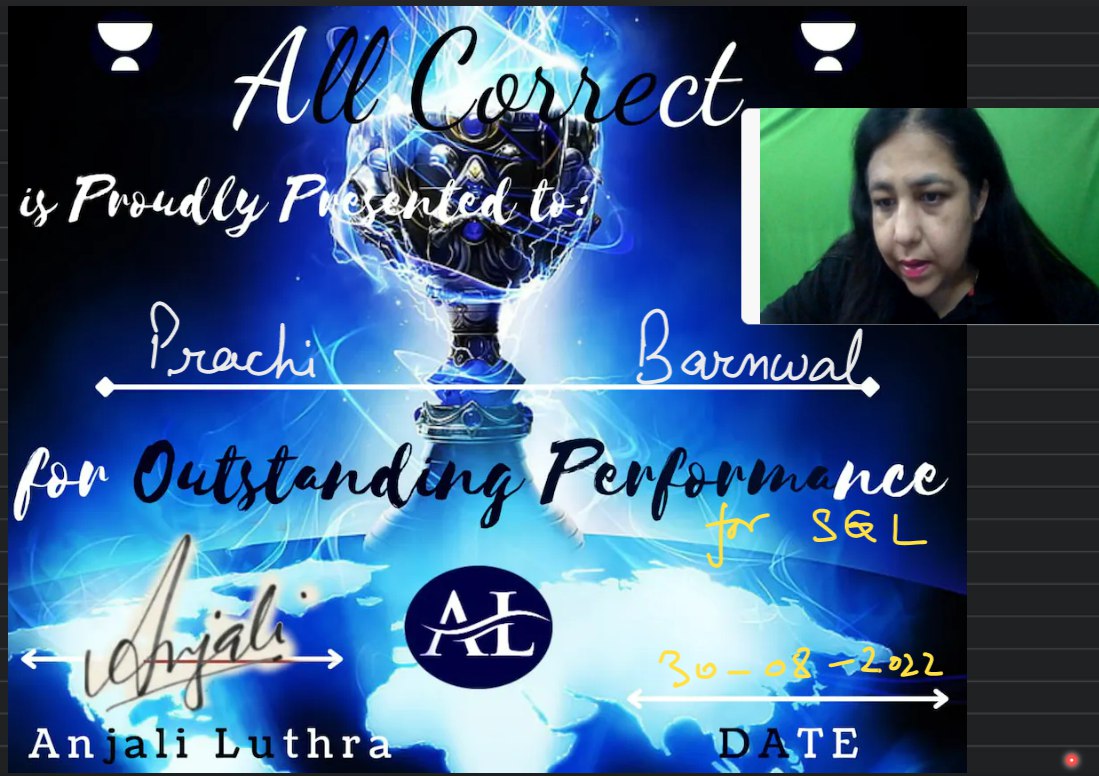 All Correct
is Proudly Presented to:
Prachi Barnwal
for Outstanding Performance
for SQL
Anjali
AL
30-08-2022
Anjali Luthra
DATE